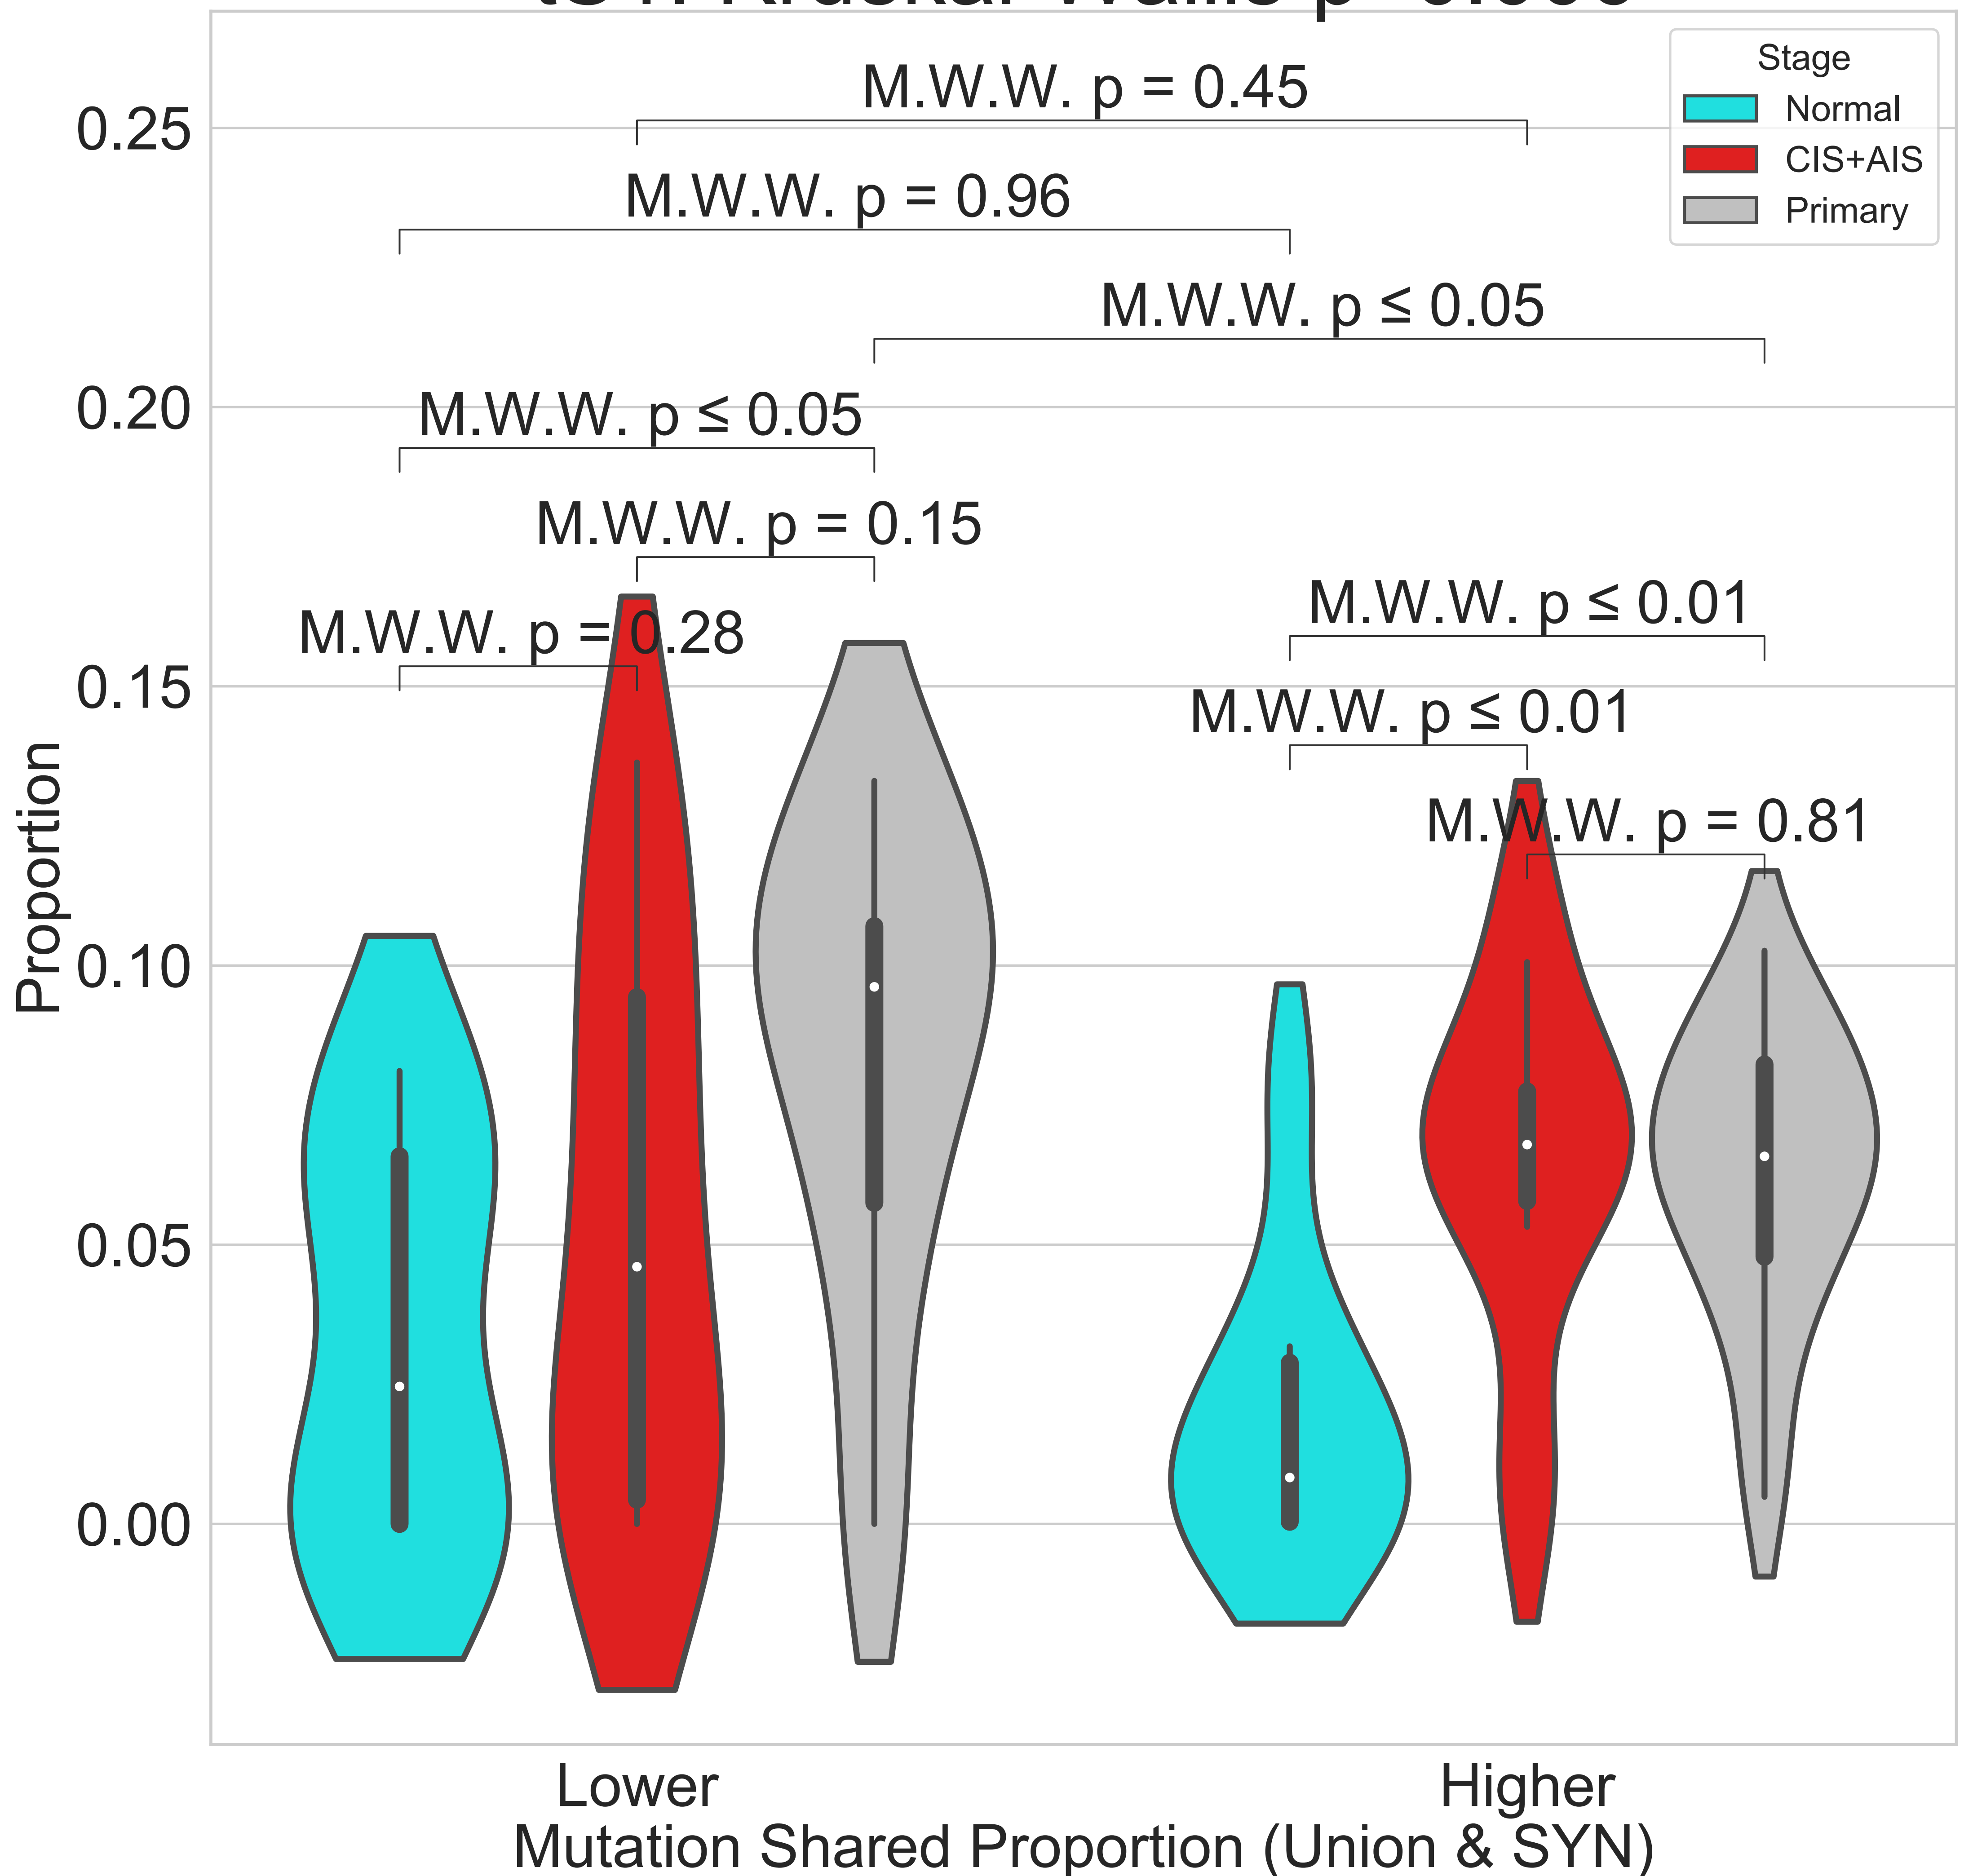 M.W.W. p = 0.45
M.W.W. p = 0.96
M.W.W. p ≤ 0.05
M.W.W. p ≤ 0.05
M.W.W. p = 0.15
M.W.W. p = 0.28
M.W.W. p ≤ 0.01
M.W.W. p ≤ 0.01
M.W.W. p = 0.81
Stage
Normal
CIS+AIS
Primary
Proportion
0.25
0.20
0.15
0.10
0.05
0.00
Lower
Higher
Mutation Shared Proportion (Union & SYN)